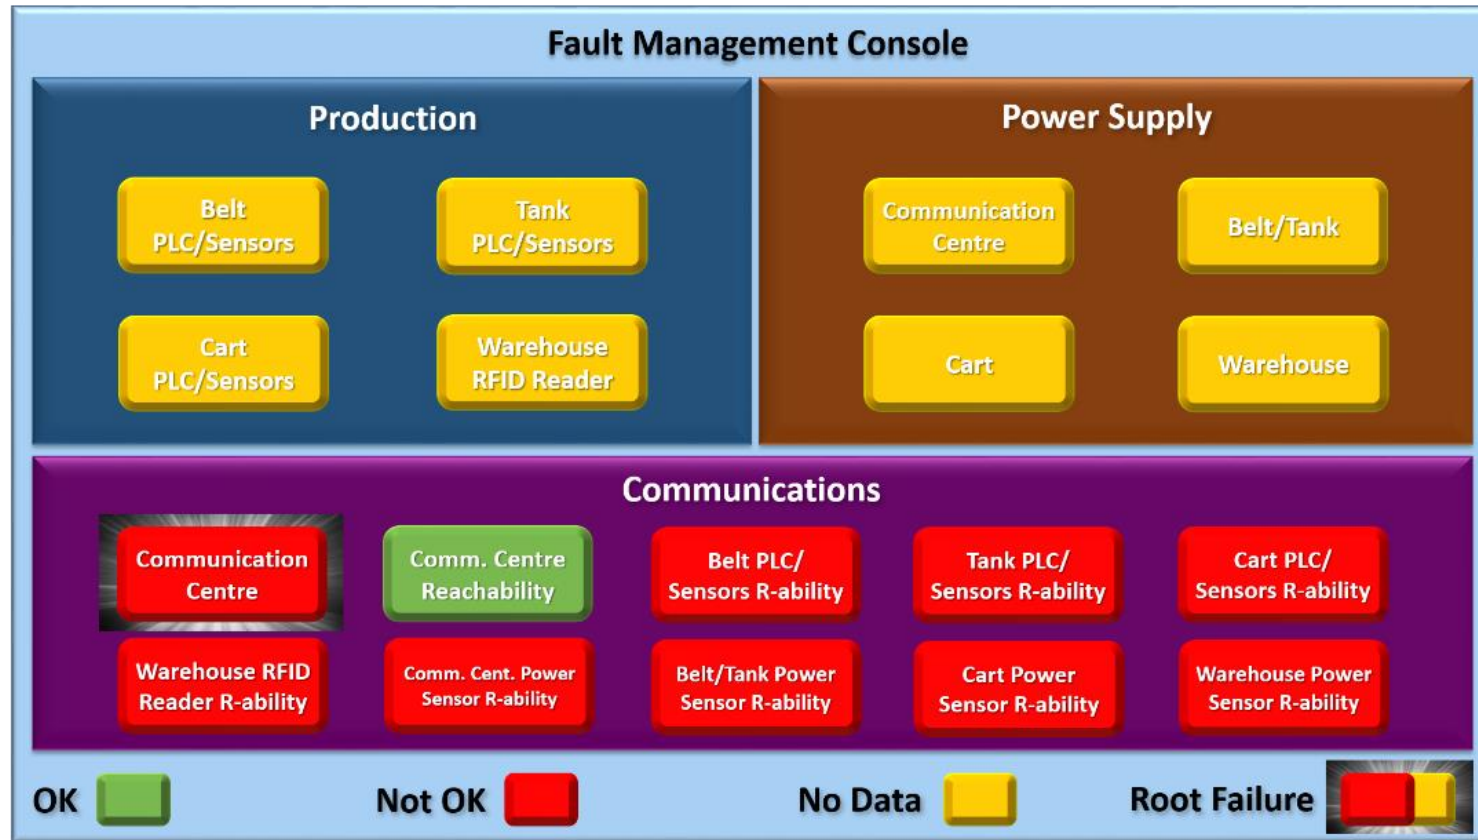 Fault Management Console
Production
Power Supply
Belt
PLC/Sensors
Tank
PLC/Sensors
Communication
Centre
Belt/Tank
Cart
PLC/Sensors
Warehouse
RFID Reader
Cart
Warehouse
Communications
Communication
Centre
Comm. Centre
Reachability
Belt PLC/
Sensors R-ability
Tank PLC/
Sensors R-ability
Cart PLC/
Sensors R-ability
Warehouse RFID
Reader R-ability
Comm. Cent. Power
Sensor R-ability
Belt/Tank Power
Sensor R-ability
Cart Power
Sensor R-ability
Warehouse Power
Sensor R-ability
OK
Not OK
No Data
Root Failure